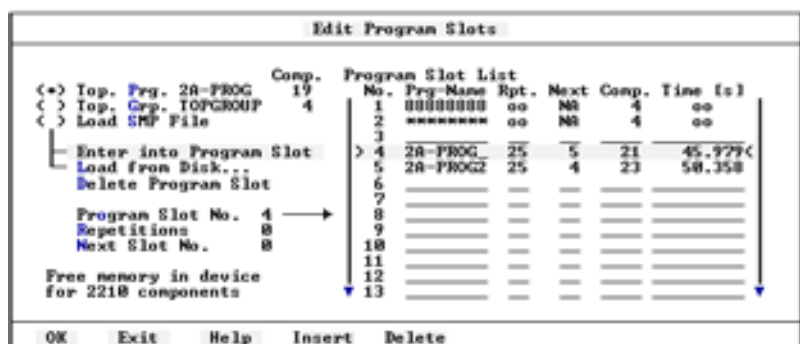 Edit Program Slots
Comp. Program Slot List
(•) Top. Prg. 2A-PROG 19 No. Prg-Name Rpt. Next Comp. Time [s]
( ) Top. Grp. TOPGROUP 4 1 00000000 oo NA 4 oo
( ) Load SMP File 2 ******** oo NA 4 oo
3
Enter into Program Slot > 4 2A-PROG_ 25 5 21 45.979<
Load from Disk... 5 2A-PROG2 25 4 23 50.358
Delete Program Slot 6
7
Program Slot No. 4 8
Repetitions 0 9
Next Slot No. 0 10
11
Free memory in device 12
for 2210 components 13
OK Exit Help Insert Delete